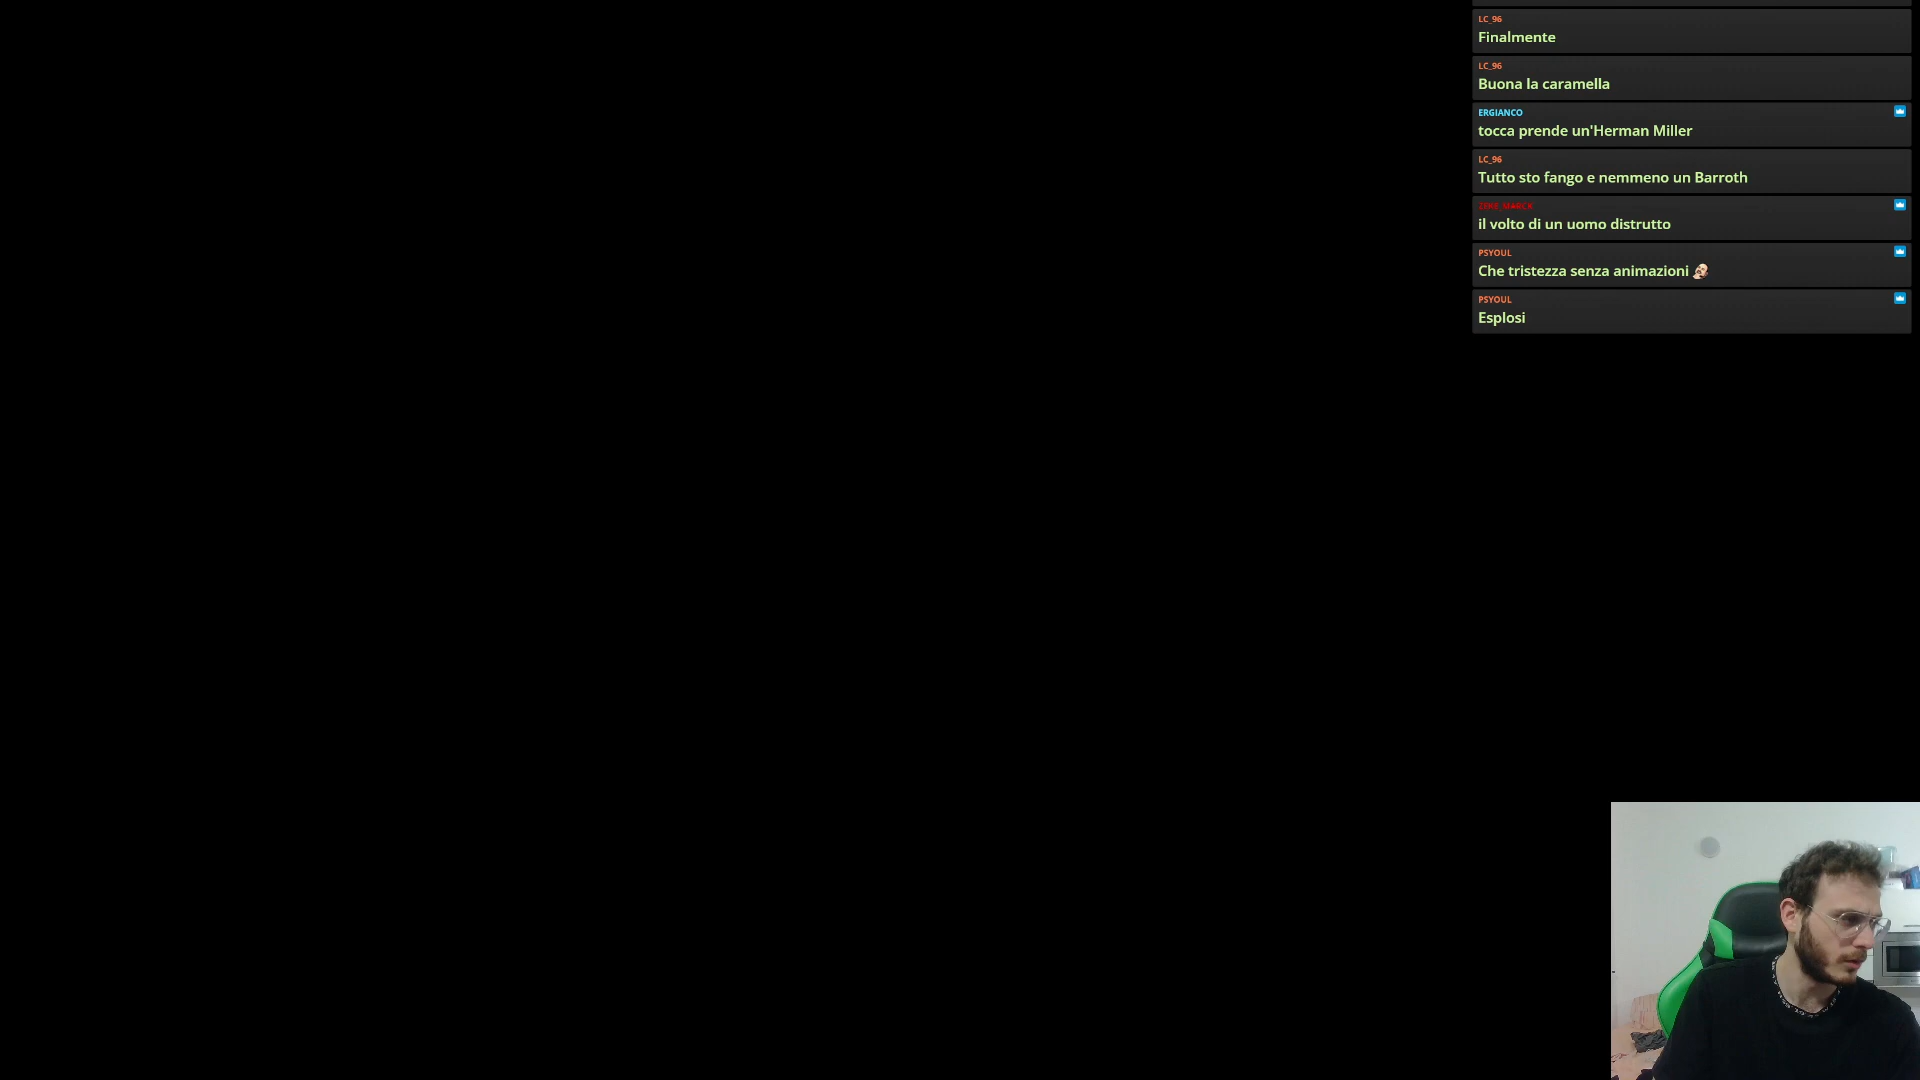 LC_96
Finalmente
LC_96
Buona la caramella
ERGIANCO
tocca prende un'Herman Miller
LC_96
Tutto sto fango e nemmeno un Barroth
il volto di un uomo distrutto
PSYOUL
Che tristezza senza animazioni
PSYOUL
Esplosi